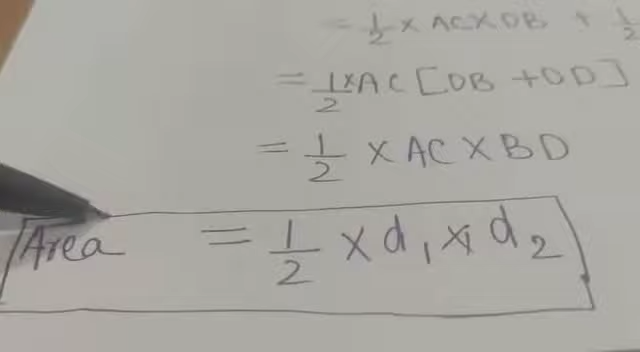 = 1/2 × AC × OB + 1/2
= 1/2 × AC [OB + OD]
= 1/2 × AC × BD
Area = 1/2 × d₁ × d₂